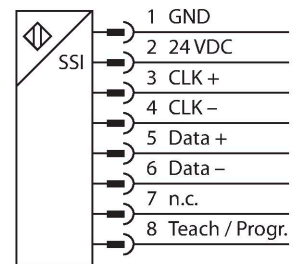 SSI
1 GND
2 24 VDC
3 CLK +
4 CLK –
5 Data +
6 Data –
7 n.c.
8 Teach / Progr.